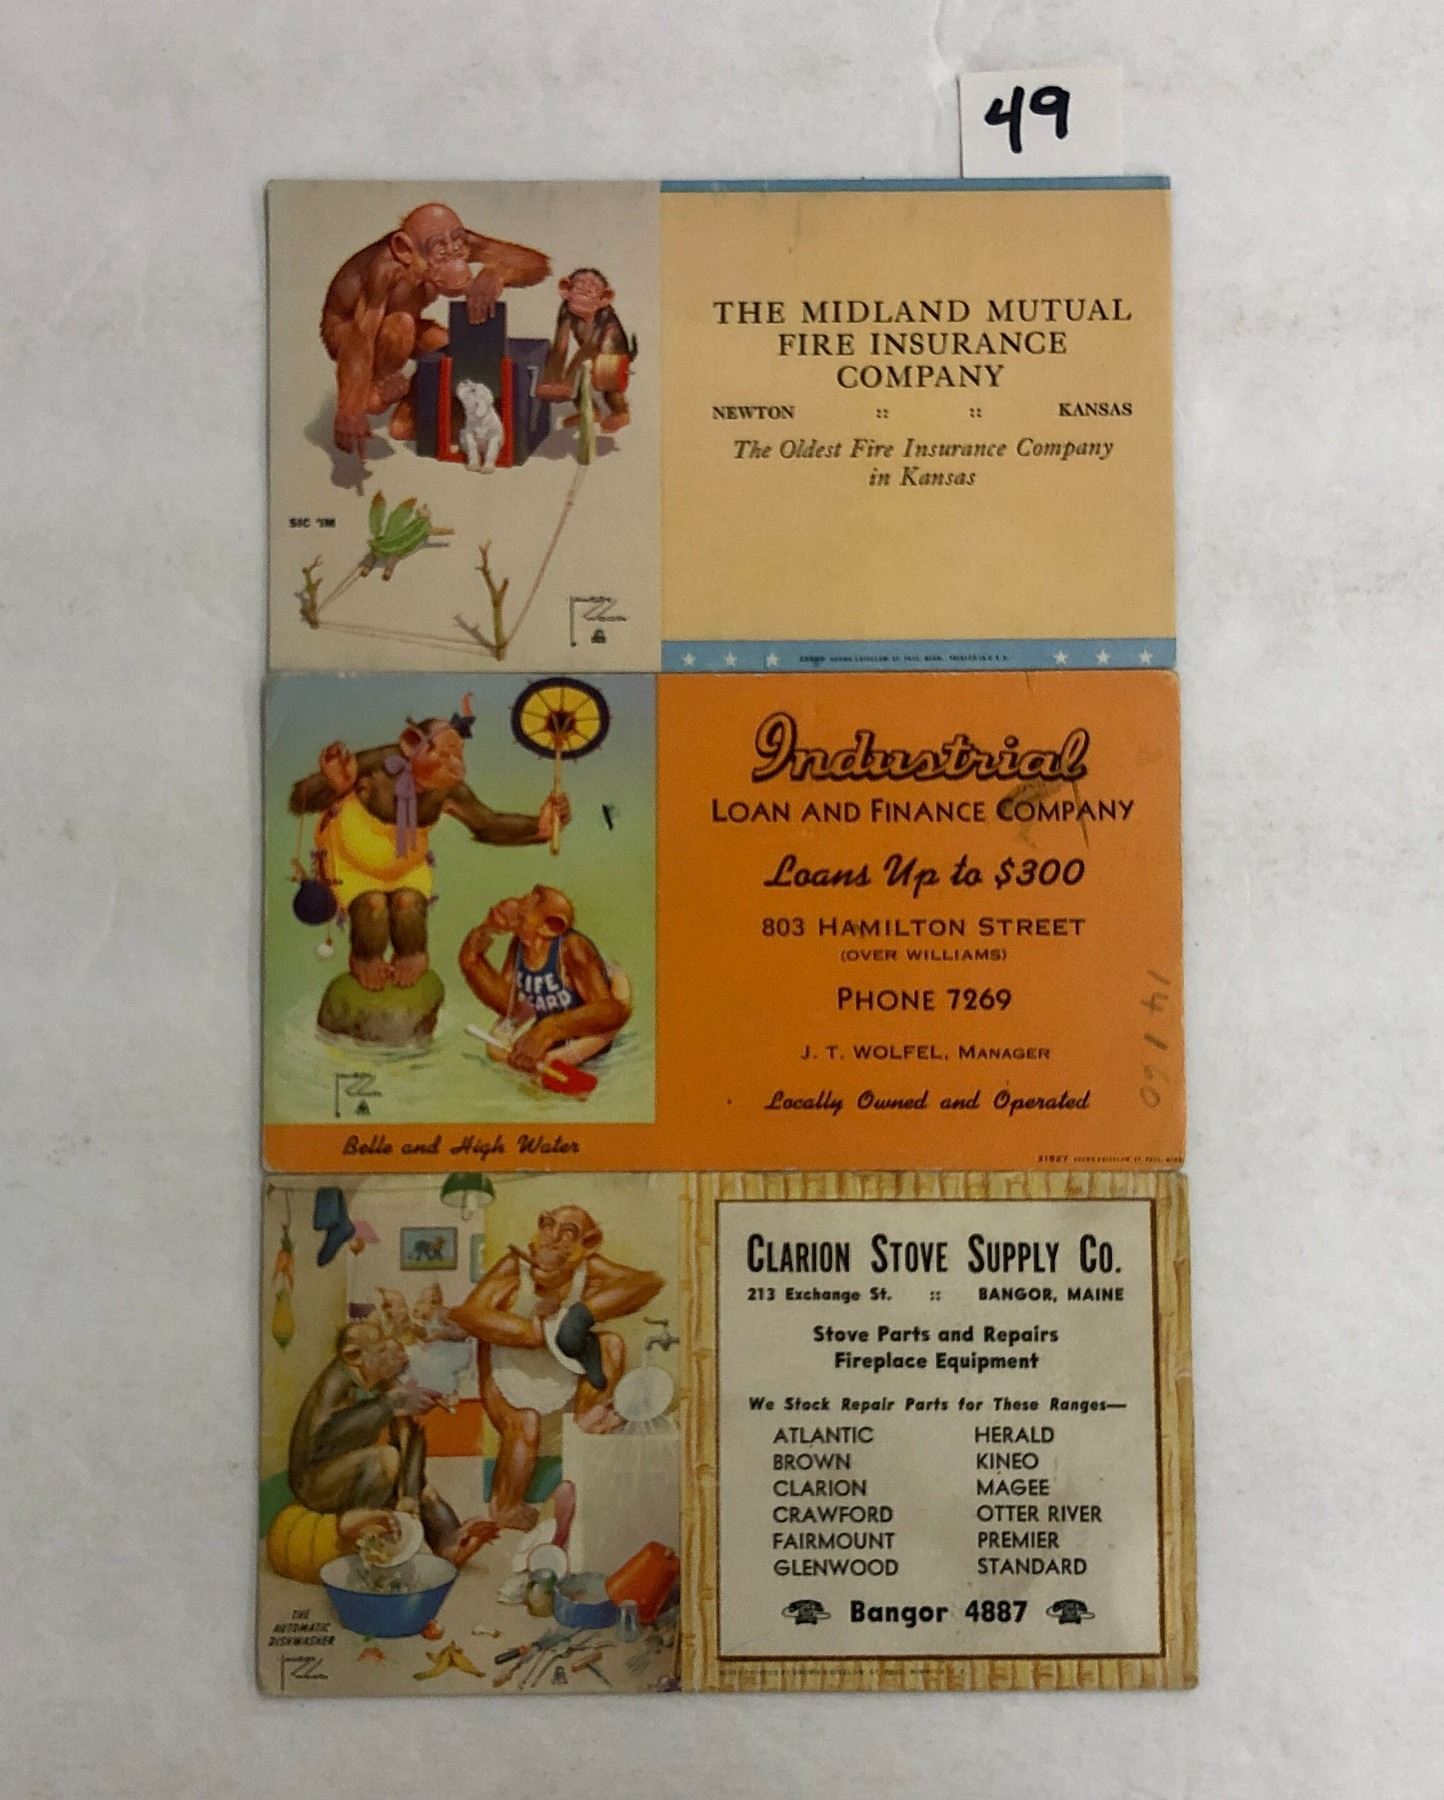 49
THE MIDLAND MUTUAL
FIRE INSURANCE
COMPANY
NEWTON :: :: KANSAS
The Oldest Fire Insurance Company
in Kansas
SIC 'IM
Industrial
LOAN AND FINANCE COMPANY
Loans Up to $300
803 HAMILTON STREET
(OVER WILLIAMS)
PHONE 7269
J. T. WOLFEL, MANAGER
Locally Owned and Operated
LIFE
GUARD
Belle and High Water
14160
CLARION STOVE SUPPLY CO.
213 Exchange St. :: BANGOR, MAINE
Stove Parts and Repairs
Fireplace Equipment
We Stock Repair Parts for These Ranges—
ATLANTIC HERALD
BROWN KINEO
CLARION MAGEE
CRAWFORD OTTER RIVER
FAIRMOUNT PREMIER
GLENWOOD STANDARD
Bangor 4887
THE
AUTOMATIC
DISHWASHER